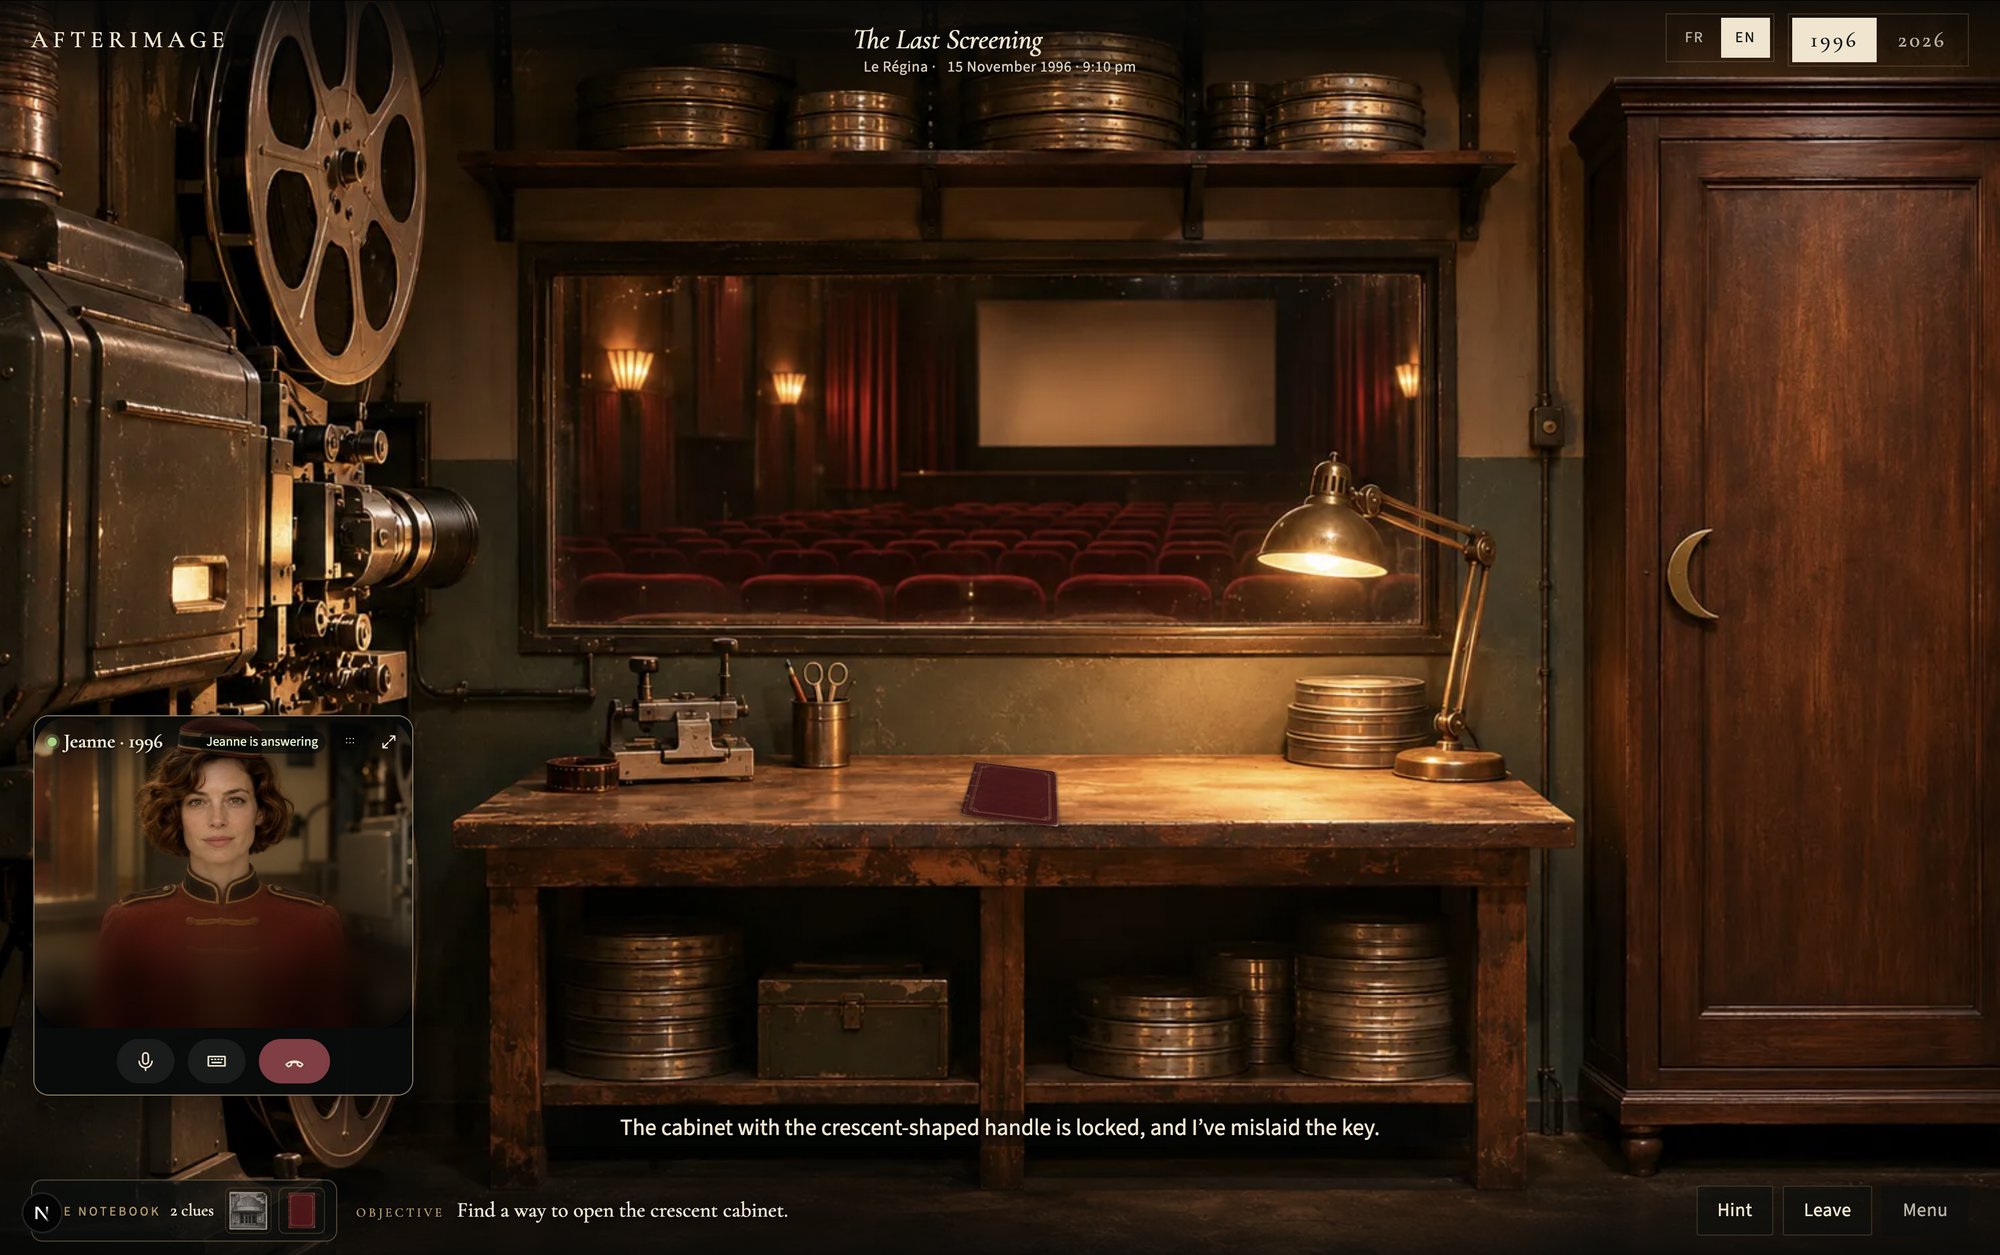 AFTERIMAGE
The Last Screening
Le Régina · 15 November 1996 · 9:10 pm
FR EN 1996 2026
Jeanne · 1996 Jeanne is answering
The cabinet with the crescent-shaped handle is locked, and I’ve mislaid the key.
N E NOTEBOOK 2 clues OBJECTIVE Find a way to open the crescent cabinet.
Hint Leave Menu